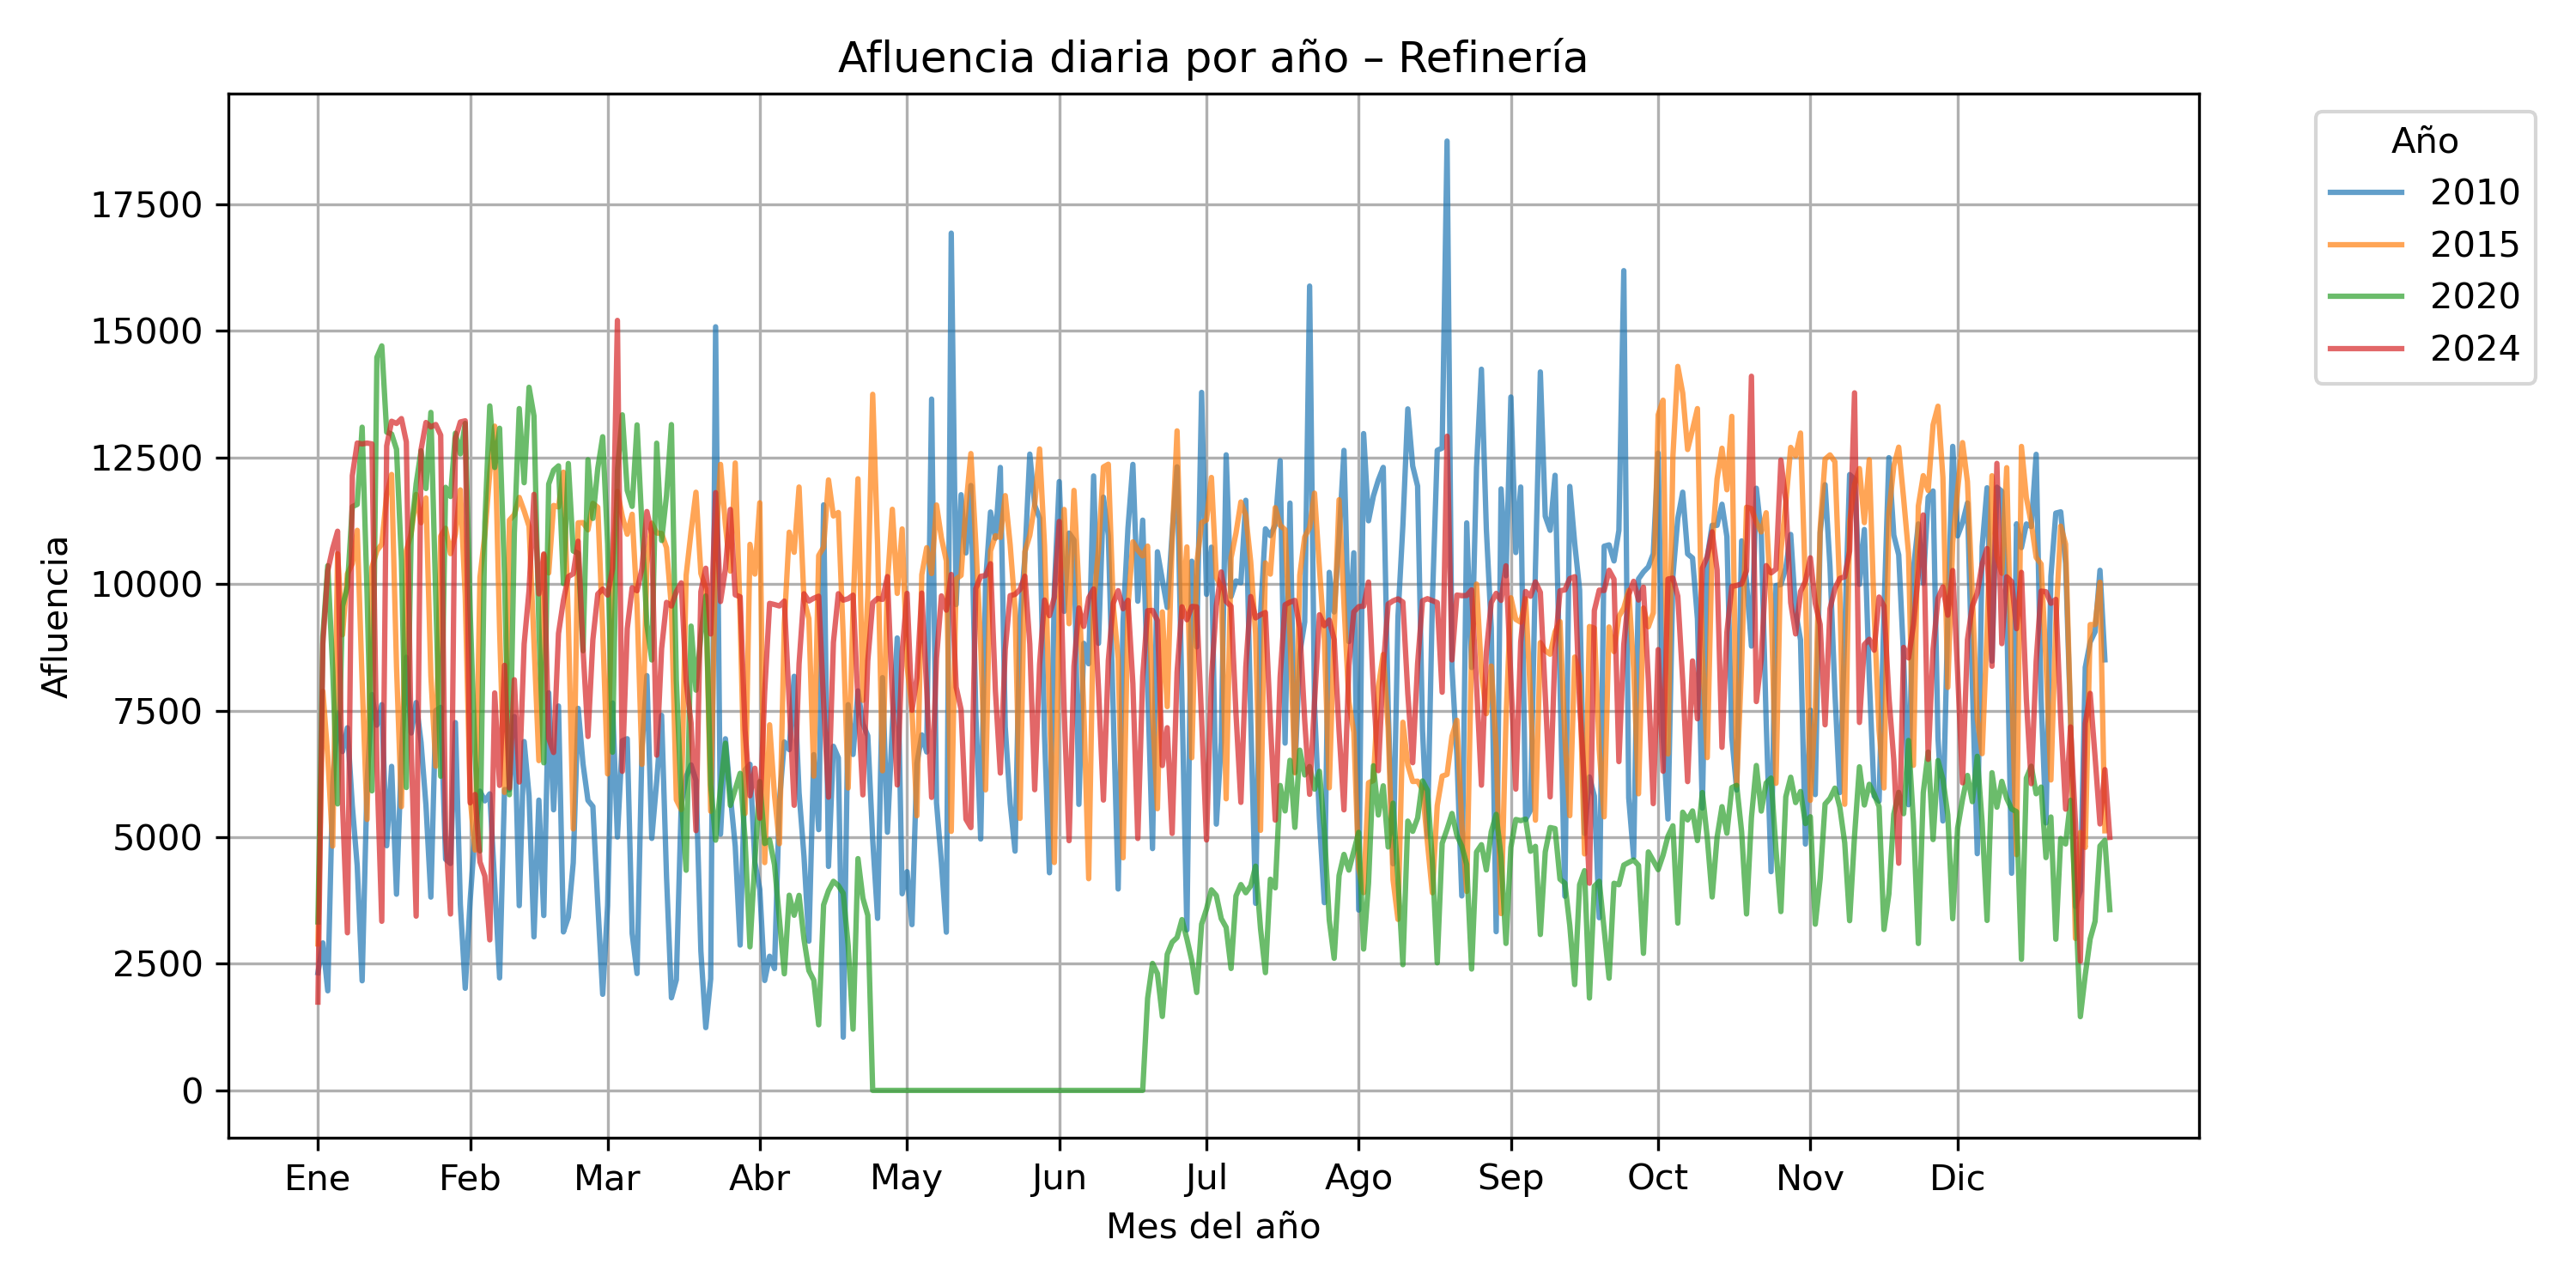 Afluencia diaria por año – Refinería
Afluencia
17500
15000
12500
10000
7500
5000
2500
0
Ene Feb Mar Abr May Jun Jul Ago Sep Oct Nov Dic
Mes del año
Año
2010
2015
2020
2024